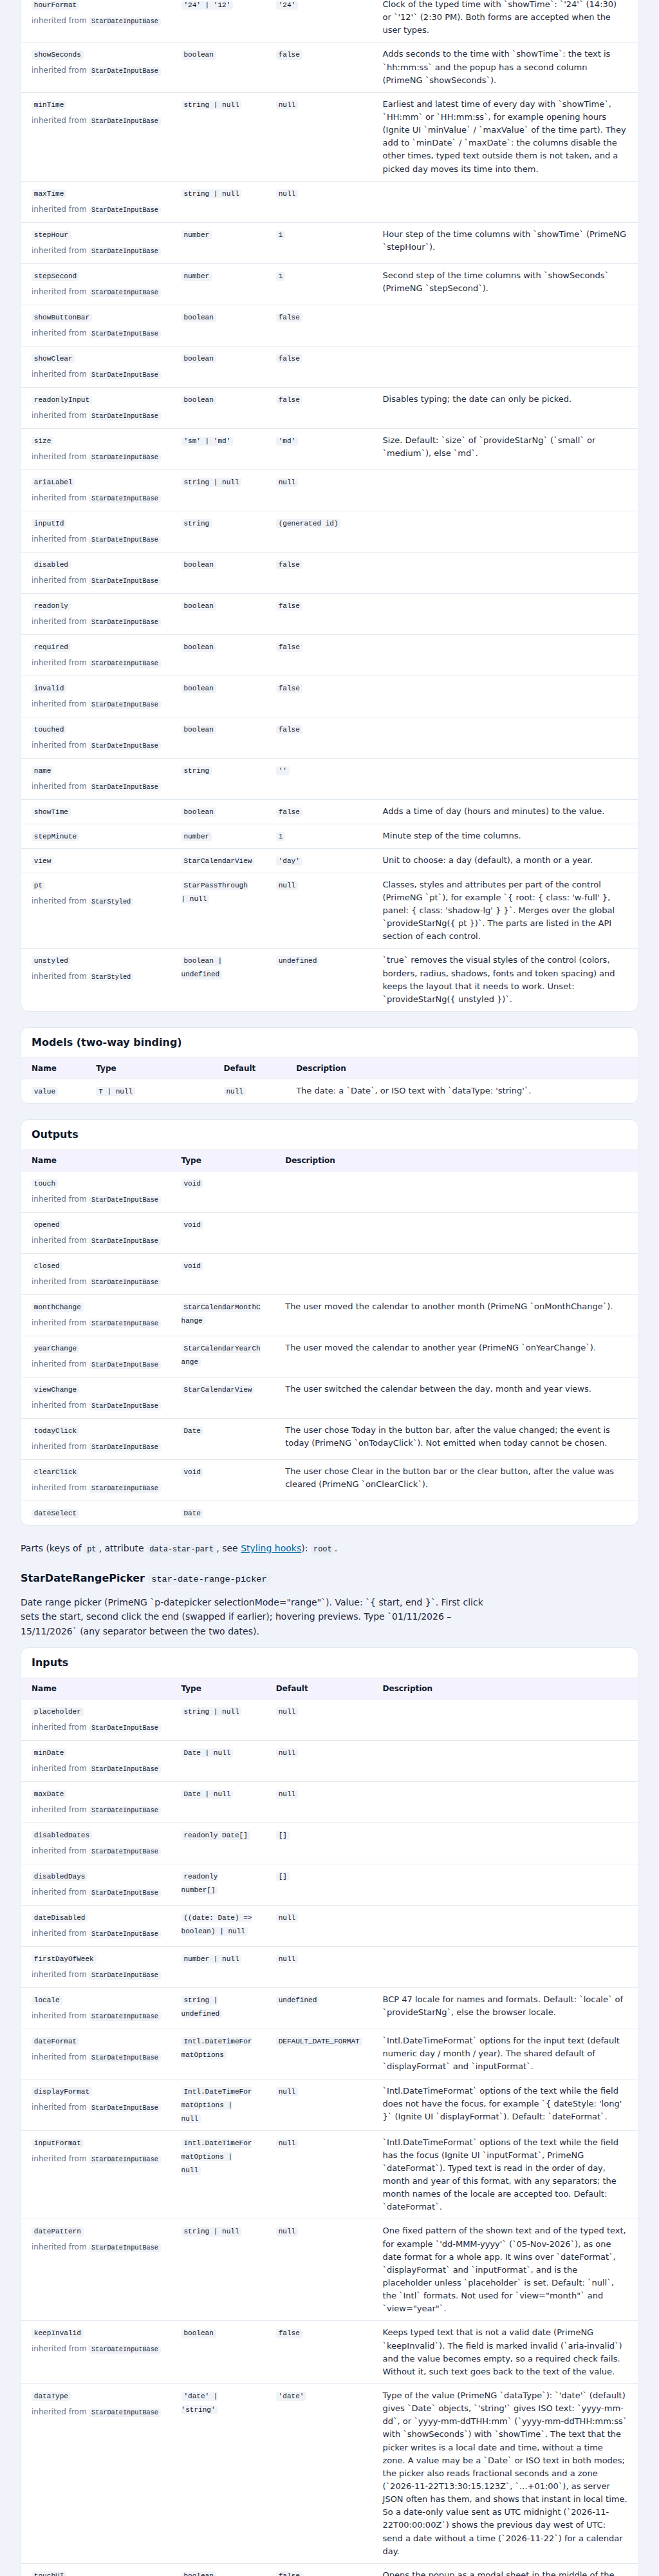 hourFormat '24' | '12' '24' Clock of the typed time with `showTime`: `'24'` (14:30)
inherited from StarDateInputBase or `'12'` (2:30 PM). Both forms are accepted when the
user types.
showSeconds boolean false Adds seconds to the time with `showTime`: the text is
inherited from StarDateInputBase `hh:mm:ss` and the popup has a second column
(PrimeNG `showSeconds`).
minTime string | null null Earliest and latest time of every day with `showTime`,
inherited from StarDateInputBase `HH:mm` or `HH:mm:ss`, for example opening hours
(Ignite UI `minValue` / `maxValue` of the time part). They
add to `minDate` / `maxDate`: the columns disable the
other times, typed text outside them is not taken, and a
picked day moves its time into them.
maxTime string | null null
inherited from StarDateInputBase
stepHour number 1 Hour step of the time columns with `showTime` (PrimeNG
inherited from StarDateInputBase `stepHour`).
stepSecond number 1 Second step of the time columns with `showSeconds`
inherited from StarDateInputBase (PrimeNG `stepSecond`).
showButtonBar boolean false
inherited from StarDateInputBase
showClear boolean false
inherited from StarDateInputBase
readonlyInput boolean false Disables typing; the date can only be picked.
inherited from StarDateInputBase
size 'sm' | 'md' 'md' Size. Default: `size` of `provideStarNg` (`small` or
inherited from StarDateInputBase `medium`), else `md`.
ariaLabel string | null null
inherited from StarDateInputBase
inputId string (generated id)
inherited from StarDateInputBase
disabled boolean false
inherited from StarDateInputBase
readonly boolean false
inherited from StarDateInputBase
required boolean false
inherited from StarDateInputBase
invalid boolean false
inherited from StarDateInputBase
touched boolean false
inherited from StarDateInputBase
name string ''
inherited from StarDateInputBase
showTime boolean false Adds a time of day (hours and minutes) to the value.
stepMinute number 1 Minute step of the time columns.
view StarCalendarView 'day' Unit to choose: a day (default), a month or a year.
pt StarPassThrough null Classes, styles and attributes per part of the control
inherited from StarStyled | null (PrimeNG `pt`), for example `{ root: { class: 'w-full' },
panel: { class: 'shadow-lg' } }`. Merges over the global
`provideStarNg({ pt })`. The parts are listed in the API
section of each control.
unstyled boolean | undefined `true` removes the visual styles of the control (colors,
inherited from StarStyled undefined borders, radius, shadows, fonts and token spacing) and
keeps the layout that it needs to work. Unset:
`provideStarNg({ unstyled })`.
Models (two-way binding)
Name Type Default Description
value T | null null The date: a `Date`, or ISO text with `dataType: 'string'`.
Outputs
Name Type Description
touch void
inherited from StarDateInputBase
opened void
inherited from StarDateInputBase
closed void
inherited from StarDateInputBase
monthChange StarCalendarMonthC The user moved the calendar to another month (PrimeNG `onMonthChange`).
inherited from StarDateInputBase hange
yearChange StarCalendarYearCh The user moved the calendar to another year (PrimeNG `onYearChange`).
inherited from StarDateInputBase ange
viewChange StarCalendarView The user switched the calendar between the day, month and year views.
inherited from StarDateInputBase
todayClick Date The user chose Today in the button bar, after the value changed; the event is
inherited from StarDateInputBase today (PrimeNG `onTodayClick`). Not emitted when today cannot be chosen.
clearClick void The user chose Clear in the button bar or the clear button, after the value was
inherited from StarDateInputBase cleared (PrimeNG `onClearClick`).
dateSelect Date
Parts (keys of pt, attribute data-star-part, see Styling hooks): root.
StarDateRangePicker star-date-range-picker
Date range picker (PrimeNG `p-datepicker selectionMode="range"`). Value: `{ start, end }`. First click
sets the start, second click the end (swapped if earlier); hovering previews. Type `01/11/2026 –
15/11/2026` (any separator between the two dates).
Inputs
Name Type Default Description
placeholder string | null null
inherited from StarDateInputBase
minDate Date | null null
inherited from StarDateInputBase
maxDate Date | null null
inherited from StarDateInputBase
disabledDates readonly Date[] []
inherited from StarDateInputBase
disabledDays readonly []
inherited from StarDateInputBase number[]
dateDisabled ((date: Date) => null
inherited from StarDateInputBase boolean) | null
firstDayOfWeek number | null null
inherited from StarDateInputBase
locale string | undefined BCP 47 locale for names and formats. Default: `locale` of
inherited from StarDateInputBase undefined `provideStarNg`, else the browser locale.
dateFormat Intl.DateTimeFor DEFAULT_DATE_FORMAT `Intl.DateTimeFormat` options for the input text (default
inherited from StarDateInputBase matOptions numeric day / month / year). The shared default of
`displayFormat` and `inputFormat`.
displayFormat Intl.DateTimeFor null `Intl.DateTimeFormat` options of the text while the field
inherited from StarDateInputBase matOptions | does not have the focus, for example `{ dateStyle: 'long'
null }` (Ignite UI `displayFormat`). Default: `dateFormat`.
inputFormat Intl.DateTimeFor null `Intl.DateTimeFormat` options of the text while the field
inherited from StarDateInputBase matOptions | has the focus (Ignite UI `inputFormat`, PrimeNG
null `dateFormat`). Typed text is read in the order of day,
month and year of this format, with any separators; the
month names of the locale are accepted too. Default:
`dateFormat`.
datePattern string | null null One fixed pattern of the shown text and of the typed text,
inherited from StarDateInputBase for example `'dd-MMM-yyyy'` (`05-Nov-2026`), as one
date format for a whole app. It wins over `dateFormat`,
`displayFormat` and `inputFormat`, and is the
placeholder unless `placeholder` is set. Default: `null`,
the `Intl` formats. Not used for `view="month"` and
`view="year"`.
keepInvalid boolean false Keeps typed text that is not a valid date (PrimeNG
inherited from StarDateInputBase `keepInvalid`). The field is marked invalid (`aria-invalid`)
and the value becomes empty, so a required check fails.
Without it, such text goes back to the text of the value.
dataType 'date' | 'date' Type of the value (PrimeNG `dataType`): `'date'` (default)
inherited from StarDateInputBase 'string' gives `Date` objects, `'string'` gives ISO text: `yyyy-mm-
dd`, or `yyyy-mm-ddTHH:mm` (`yyyy-mm-ddTHH:mm:ss`
with `showSeconds`) with `showTime`. The text that the
picker writes is a local date and time, without a time
zone. A value may be a `Date` or ISO text in both modes;
the picker also reads fractional seconds and a zone
(`2026-11-22T13:30:15.123Z`, `...+01:00`), as server
JSON often has them, and shows that instant in local time.
So a date-only value sent as UTC midnight (`2026-11-
22T00:00:00Z`) shows the previous day west of UTC:
send a date without a time (`2026-11-22`) for a calendar
day.
touchUI boolean false Opens the popup as a modal sheet in the middle of the